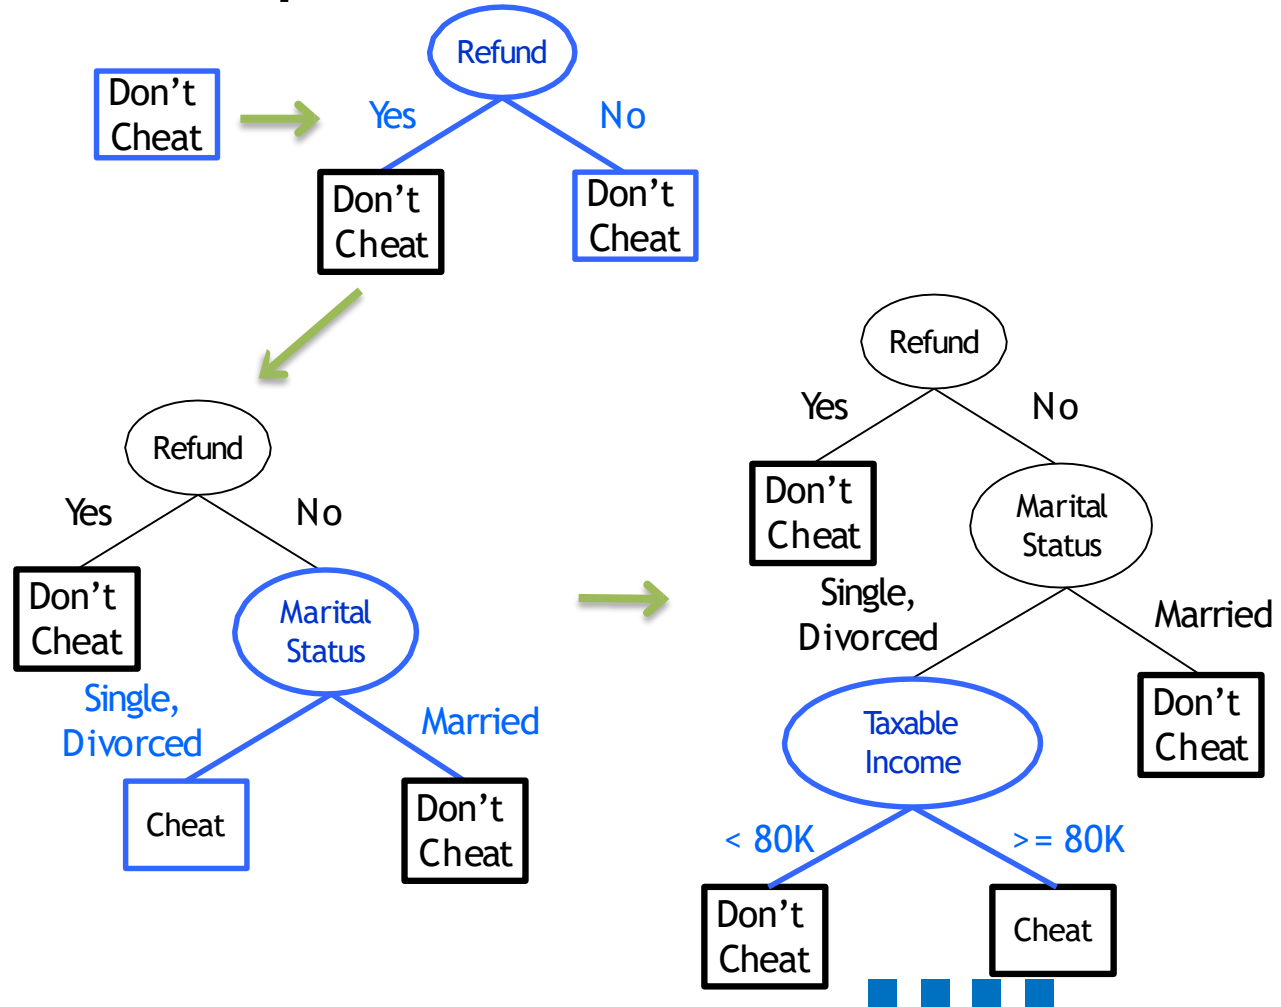 Refund
Don't
Cheat
Yes
No
Don't
Cheat
Don't
Cheat
Refund
Yes
No
Don't
Cheat
Marital
Status
Single,
Divorced
Married
Cheat
Don't
Cheat
Refund
Yes
No
Don't
Cheat
Marital
Status
Single,
Divorced
Married
Taxable
Income
Don't
Cheat
< 80K
>= 80K
Don't
Cheat
Cheat